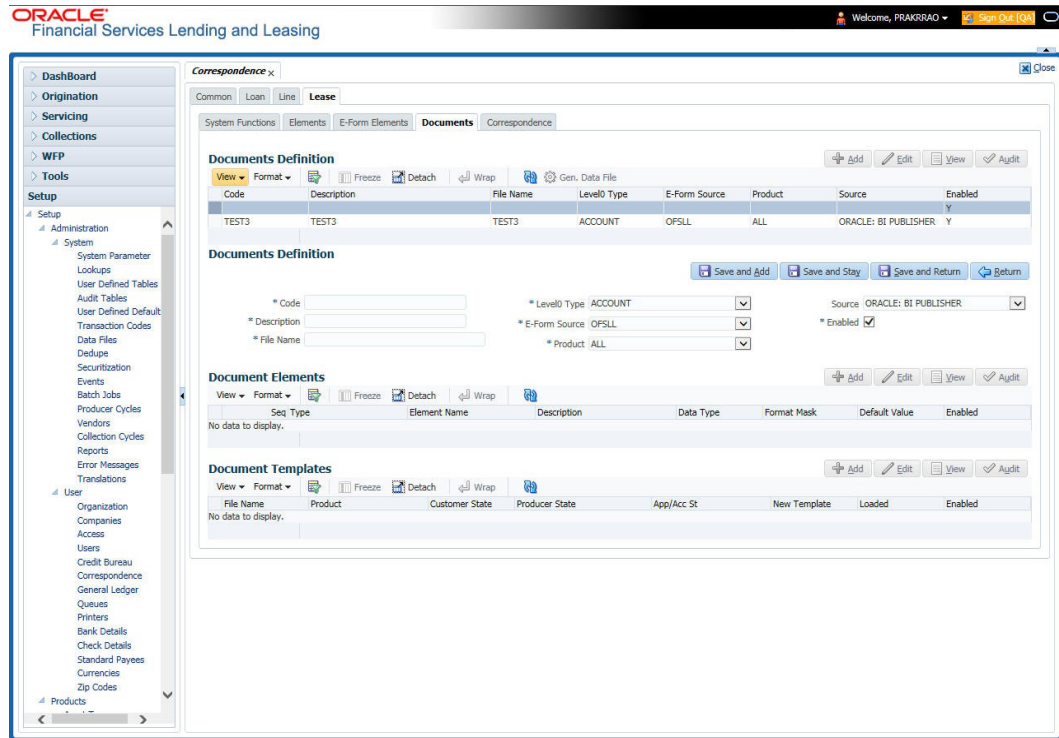 ORACLE®
Financial Services Lending and Leasing
Welcome, PRAKRRAO
Sign Out [QA]
Close
DashBoard
Origination
Servicing
Collections
WFP
Tools
Setup
Setup
Administration
System
System Parameter
Lookups
User Defined Tables
Audit Tables
User Defined Default
Transaction Codes
Data Files
Dedupe
Securitization
Events
Batch Jobs
Producer Cycles
Vendors
Collection Cycles
Reports
Error Messages
Translations
User
Organization
Companies
Access
Users
Credit Bureau
Correspondence
General Ledger
Queues
Printers
Bank Details
Check Details
Standard Payees
Currencies
Zip Codes
Products
Correspondence x
Common Loan Line Lease
System Functions Elements E-Form Elements Documents Correspondence
Documents Definition
Add Edit View Audit
View Format Freeze Detach Wrap Gen. Data File
Code Description File Name Level0 Type E-Form Source Product Source Enabled
Y
TEST3 TEST3 TEST3 ACCOUNT OFSLL ALL ORACLE: BI PUBLISHER Y
Documents Definition
Save and Add Save and Stay Save and Return Return
* Code * Level0 Type ACCOUNT Source ORACLE: BI PUBLISHER
* Description * E-Form Source OFSLL * Enabled
* File Name * Product ALL
Document Elements
Add Edit View Audit
View Format Freeze Detach Wrap
Seq Type Element Name Description Data Type Format Mask Default Value Enabled
No data to display.
Document Templates
Add Edit View Audit
View Format Freeze Detach Wrap
File Name Product Customer State Producer State App/Acc St New Template Loaded Enabled
No data to display.